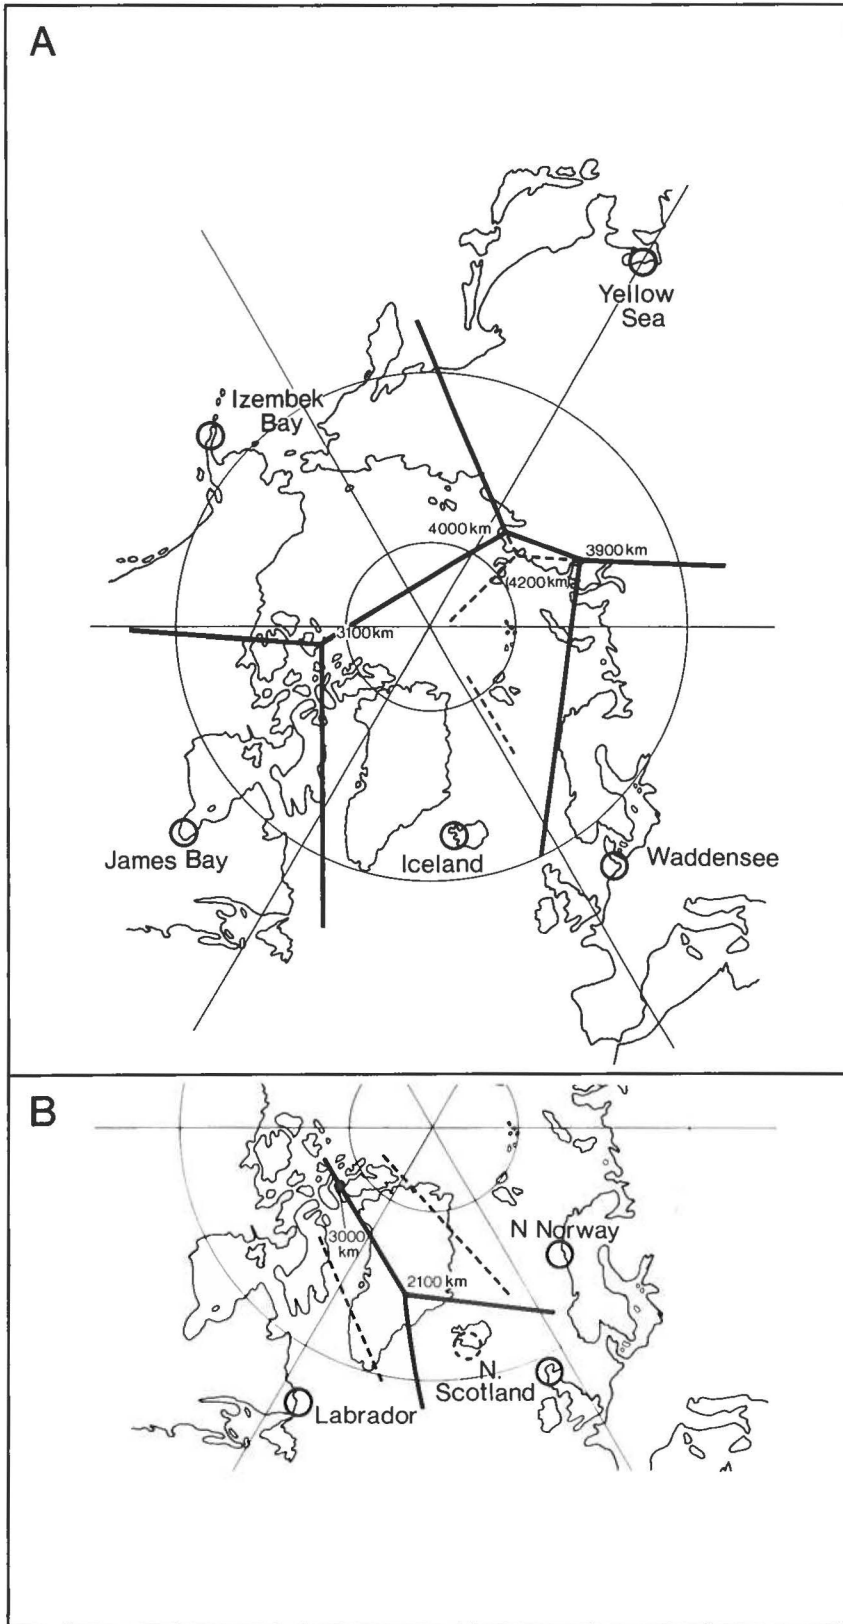 A
Yellow
Sea
Izembek
Bay
4000 km
3900 km
(4200 km)
3100 km
James Bay
Iceland
Waddensee
B
N Norway
3000
km
2100 km
N.
Scotland
Labrador